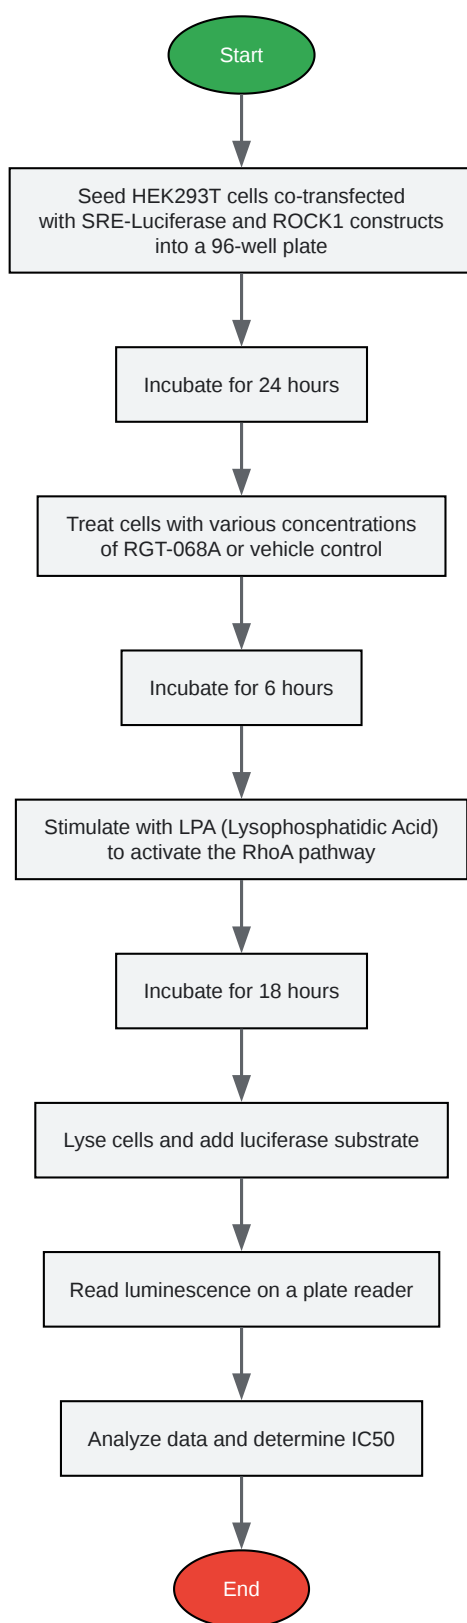 Start
Seed HEK293T cells co-transfected
with SRE-Luciferase and ROCK1 constructs
into a 96-well plate
Incubate for 24 hours
Treat cells with various concentrations
of RGT-068A or vehicle control
Incubate for 6 hours
Stimulate with LPA (Lysophosphatidic Acid)
to activate the RhoA pathway
Incubate for 18 hours
Lyse cells and add luciferase substrate
Read luminescence on a plate reader
Analyze data and determine IC50
End